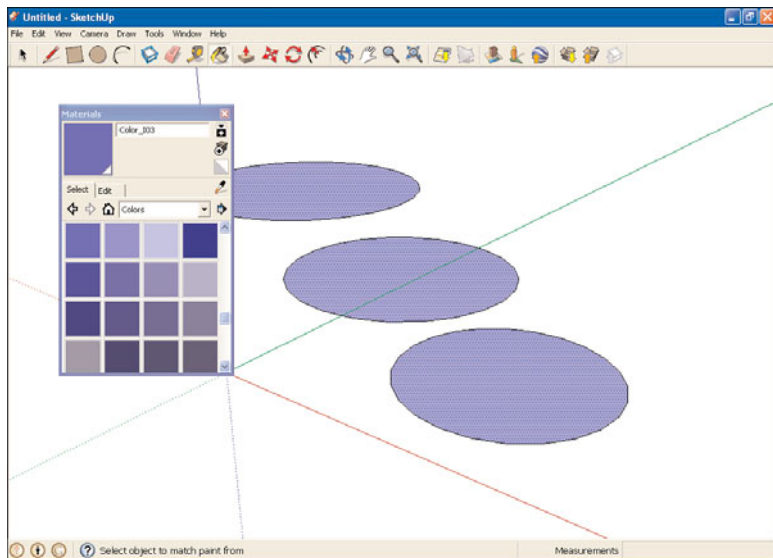 Untitled - SketchUp
File Edit View Camera Draw Tools Window Help
Materials
Color_I03
Select Edit
Colors
Select object to match paint from
Measurements